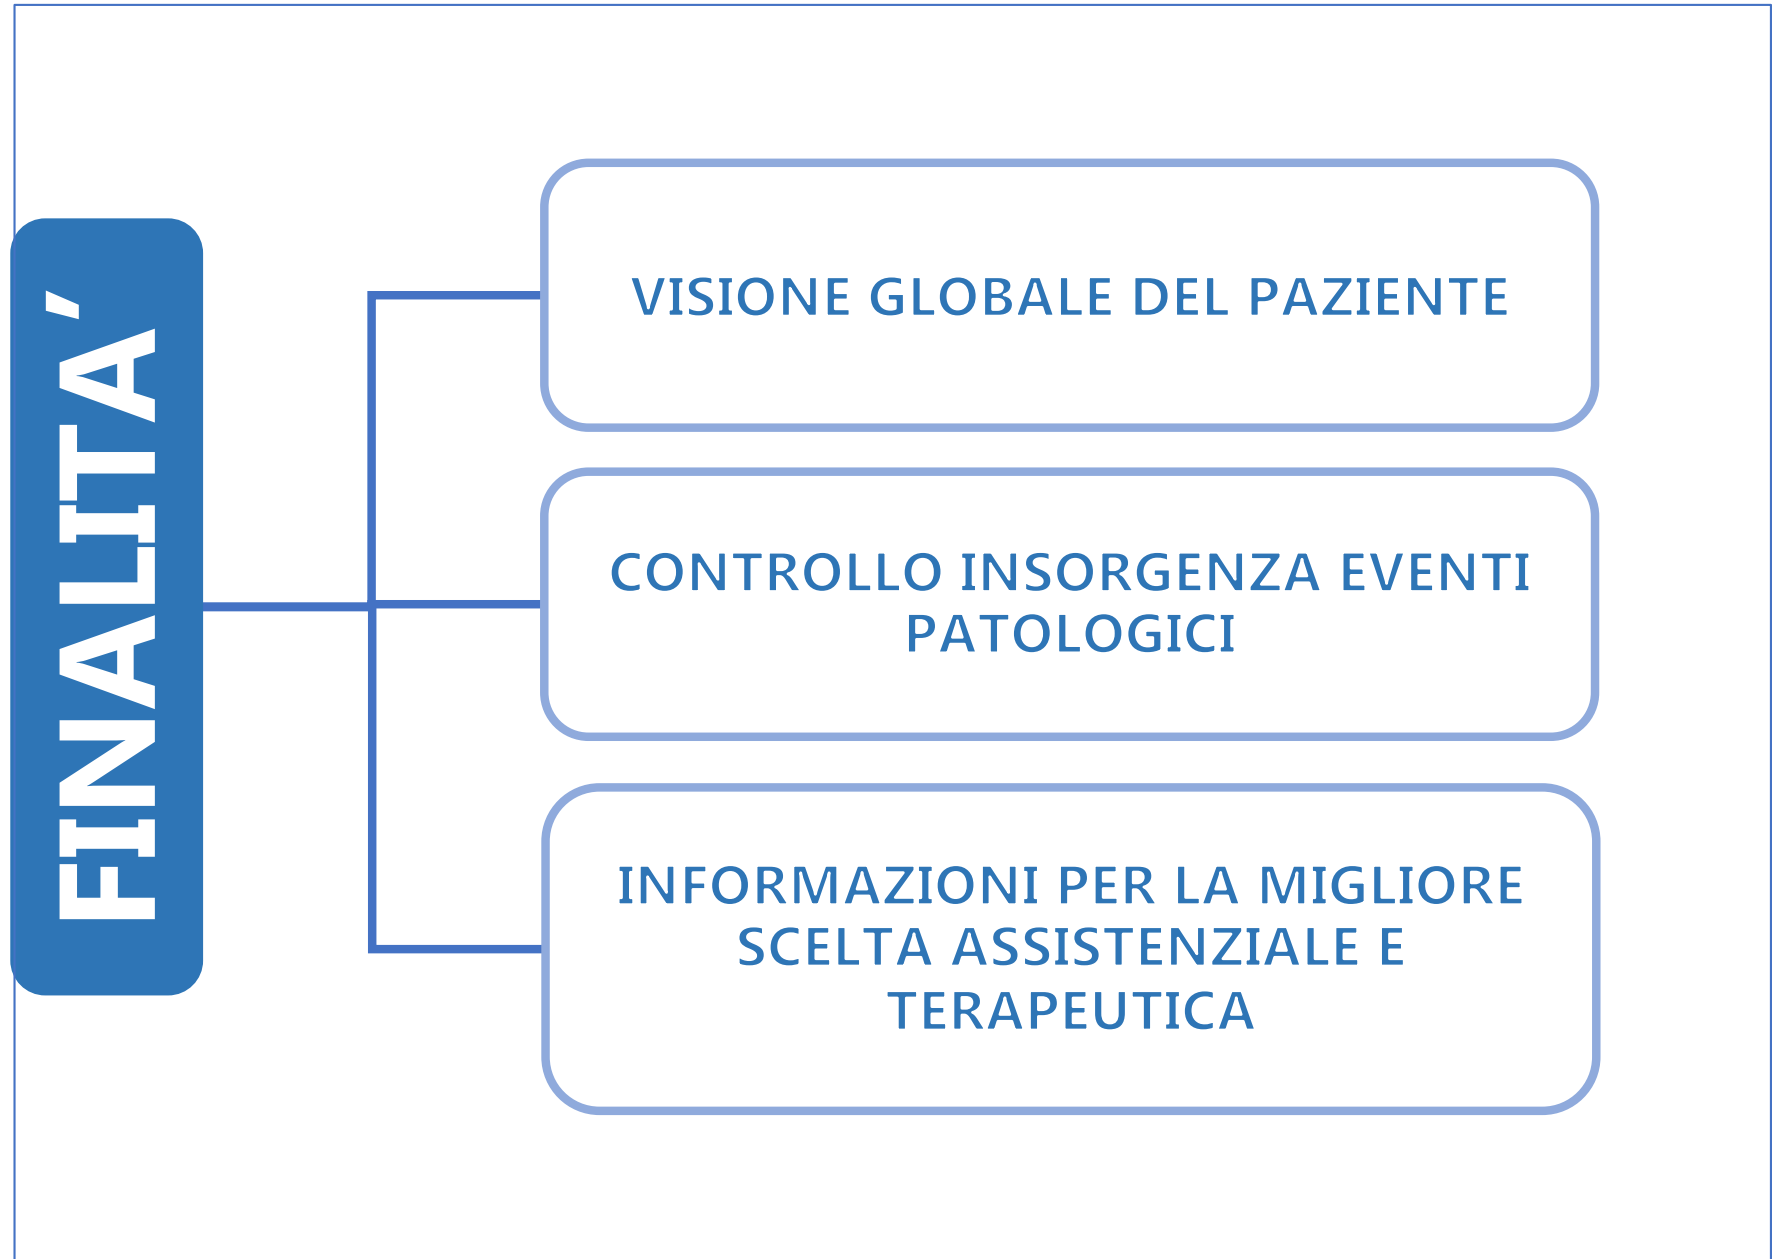 FINALITA’
VISIONE GLOBALE DEL PAZIENTE
CONTROLLO INSORGENZA EVENTI
PATOLOGICI
INFORMAZIONI PER LA MIGLIORE
SCELTA ASSISTENZIALE E
TERAPEUTICA